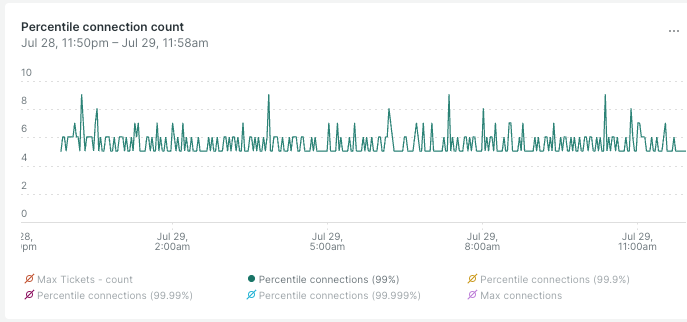 Percentile connection count
Jul 28, 11:50pm – Jul 29, 11:58am
...
10
8
6
4
2
0
28, Jul 29, Jul 29, Jul 29, Jul 29,
pm 2:00am 5:00am 8:00am 11:00am
Max Tickets - count Percentile connections (99%) Percentile connections (99.9%)
Percentile connections (99.99%) Percentile connections (99.999%) Max connections